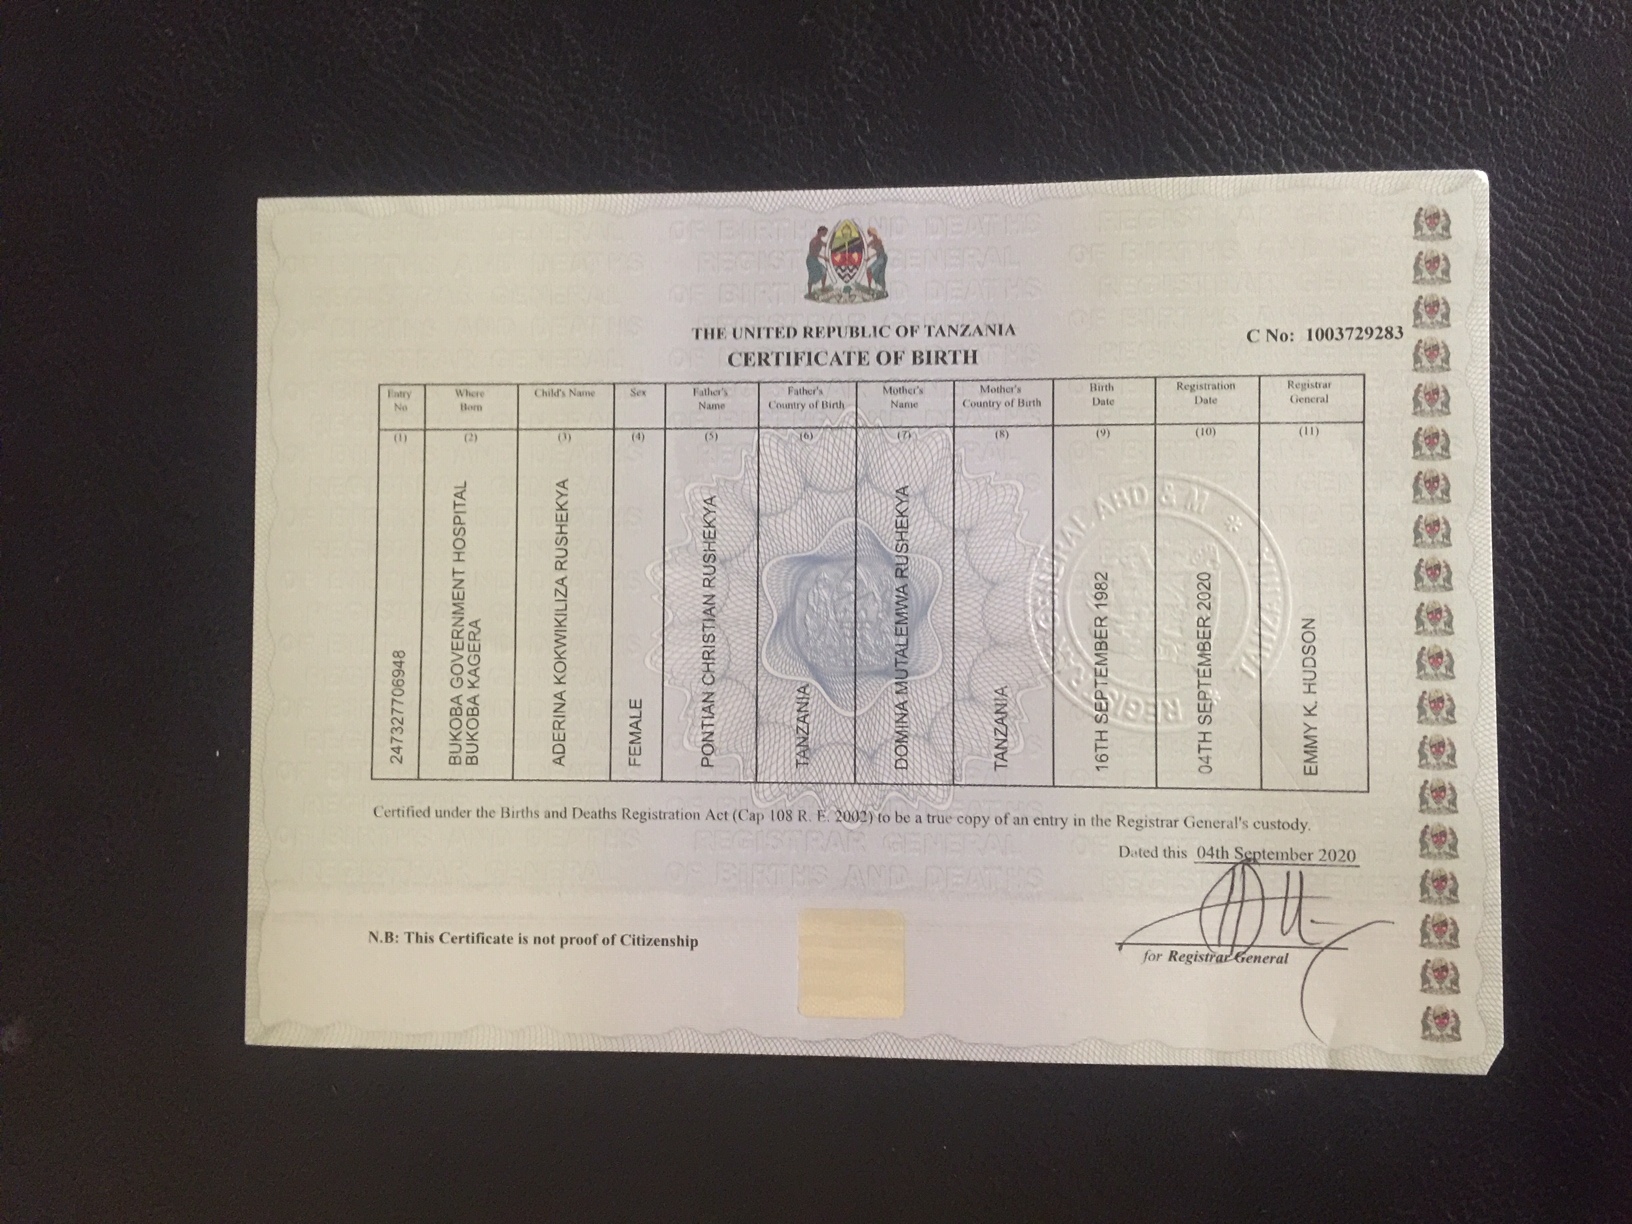 THE UNITED REPUBLIC OF TANZANIA
CERTIFICATE OF BIRTH
C No: 1003729283
Entry No
(1)
247327706948
Where Born
(2)
BUKOBA GOVERNMENT HOSPITAL
BUKOBA KAGERA
Child's Name
(3)
ADERINA KOKWIKILIZA RUSHEKYA
Sex
(4)
FEMALE
Father's Name
(5)
PONTIAN CHRISTIAN RUSHEKYA
Father's Country of Birth
(6)
TANZANIA
Mother's Name
(7)
DOMINA MUTALEMWA RUSHEKYA
Mother's Country of Birth
(8)
TANZANIA
Birth Date
(9)
16TH SEPTEMBER 1982
Registration Date
(10)
04TH SEPTEMBER 2020
Registrar General
(11)
EMMY K. HUDSON
REGISTRAR GENERAL AND
TANZANIA
Certified under the Births and Deaths Registration Act (Cap 108 R. E. 2002) to be a true copy of an entry in the Registrar General's custody.
Dated this 04th September 2020
for Registrar General
N.B: This Certificate is not proof of Citizenship